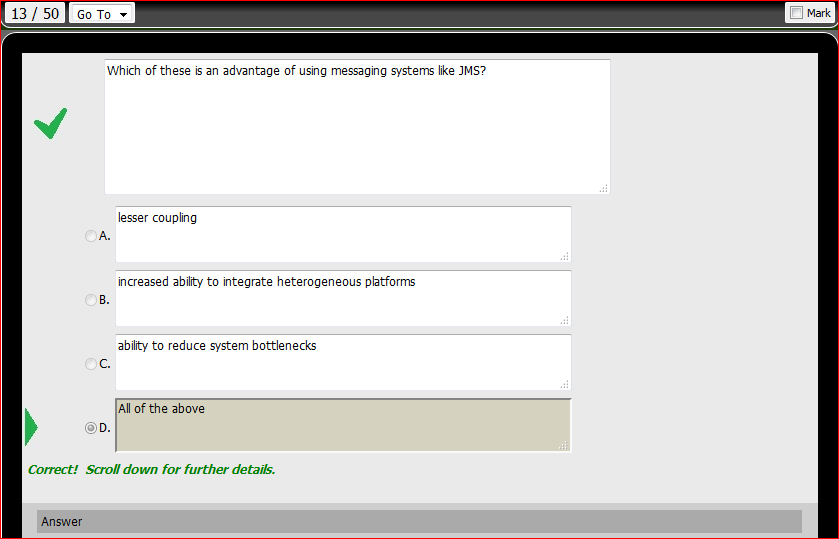 13 / 50 Go To Mark
Which of these is an advantage of using messaging systems like JMS?
A. lesser coupling
B. increased ability to integrate heterogeneous platforms
C. ability to reduce system bottlenecks
D. All of the above
Correct! Scroll down for further details.
Answer